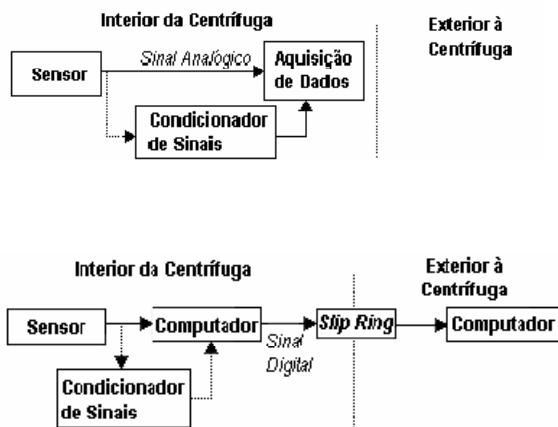 Interior da Centrífuga
Exterior à
Centrífuga
Sensor
Sinal Analógico
Aquisição
de Dados
Condicionador
de Sinais
Interior da Centrífuga
Exterior à
Centrífuga
Sensor
Computador
Sinal
Digital
Slip Ring
Computador
Condicionador
de Sinais